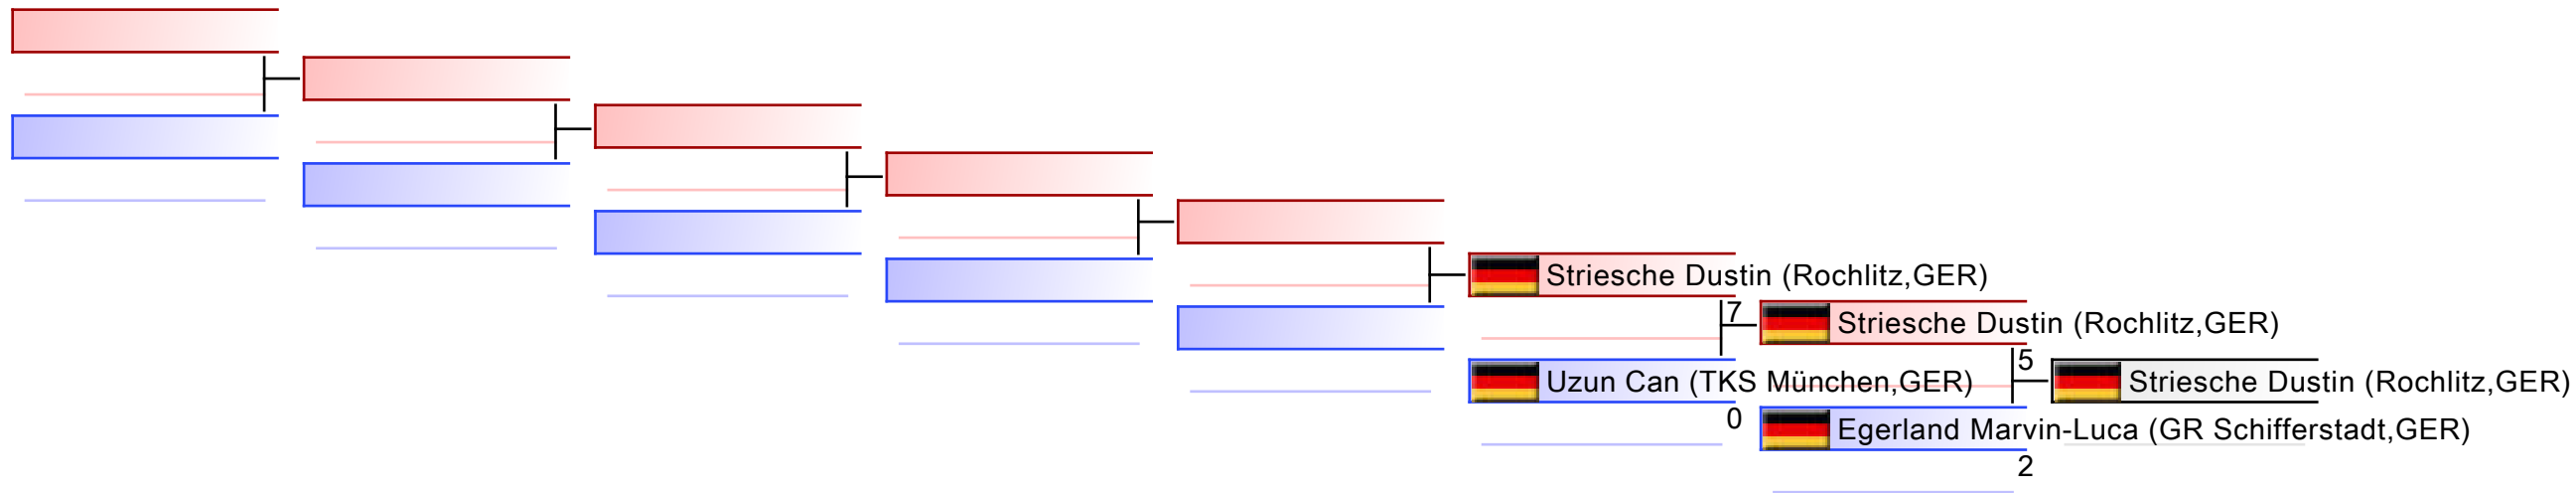 Striesche Dustin (Rochlitz,GER)
7
Striesche Dustin (Rochlitz,GER)
5
Uzun Can (TKS München,GER)
Striesche Dustin (Rochlitz,GER)
0
Egerland Marvin-Luca (GR Schifferstadt,GER)
2